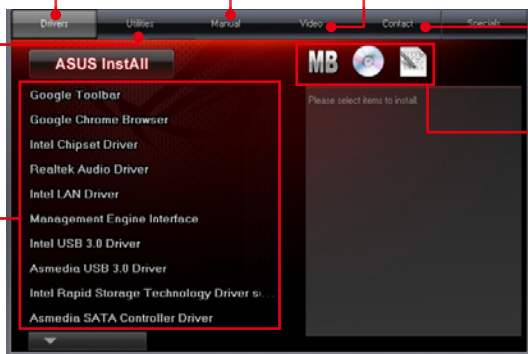 Drivers Utilities Manual Video Contact Specials
ASUS InstAll
MB
Please select items to install.
Google Toolbar
Google Chrome Browser
Intel Chipset Driver
Realtek Audio Driver
Intel LAN Driver
Management Engine Interface
Intel USB 3.0 Driver
Asmedia USB 3.0 Driver
Intel Rapid Storage Technology Driver s...
Asmedia SATA Controller Driver